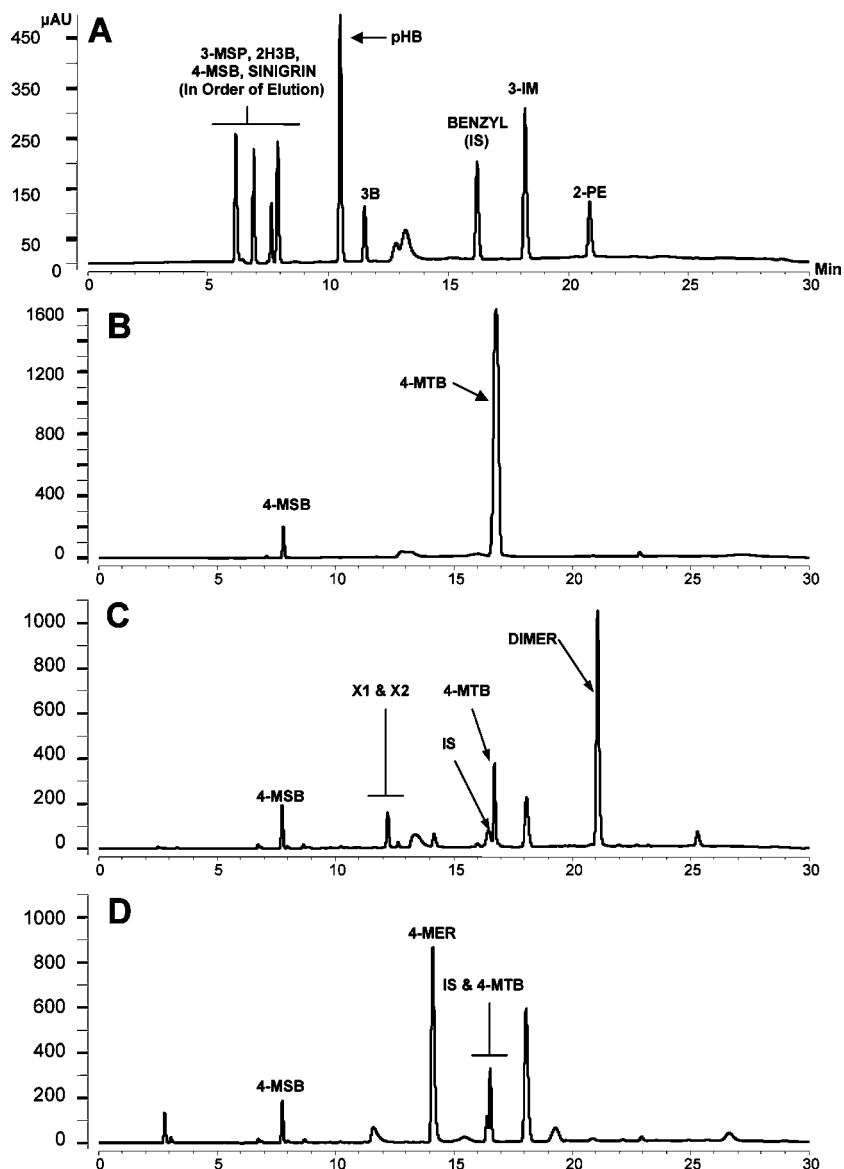 µAU
A
450
350
250
150
50
0
3-MSP, 2H3B,
4-MSB, SINIGRIN
(In Order of Elution)
pHB
3B
BENZYL
(IS)
3-IM
2-PE
Min
0 5 10 15 20 25 30
B
1600
1200
800
400
0
4-MSB
4-MTB
0 5 10 15 20 25 30
C
1000
800
600
400
200
0
4-MSB
X1 & X2
IS
4-MTB
DIMER
0 5 10 15 20 25 30
D
1000
800
600
400
200
0
4-MSB
4-MER
IS & 4-MTB
0 5 10 15 20 25 30